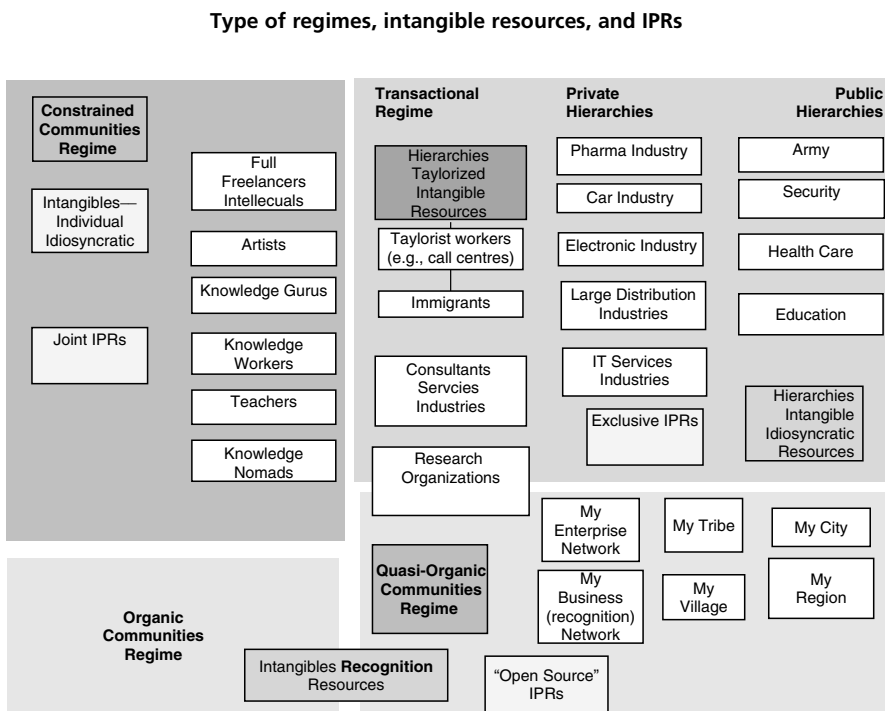 Type of regimes, intangible resources, and IPRs
Constrained
Communities
Regime
Intangibles—
Individual
Idiosyncratic
Joint IPRs
Full
Freelancers
Intellecuals
Artists
Knowledge Gurus
Knowledge
Workers
Teachers
Knowledge
Nomads
Transactional
Regime
Hierarchies
Taylorized
Intangible
Resources
Taylorist workers
(e.g., call centres)
Immigrants
Consultants
Servcies
Industries
Research
Organizations
Private
Hierarchies
Pharma Industry
Car Industry
Electronic Industry
Large Distribution
Industries
IT Services
Industries
Exclusive IPRs
Public
Hierarchies
Army
Security
Health Care
Education
Hierarchies
Intangible
Idiosyncratic
Resources
Quasi-Organic
Communities
Regime
My
Enterprise
Network
My Tribe
My City
My
Business
(recognition)
Network
My
Village
My
Region
Organic
Communities
Regime
Intangibles Recognition
Resources
“Open Source”
IPRs